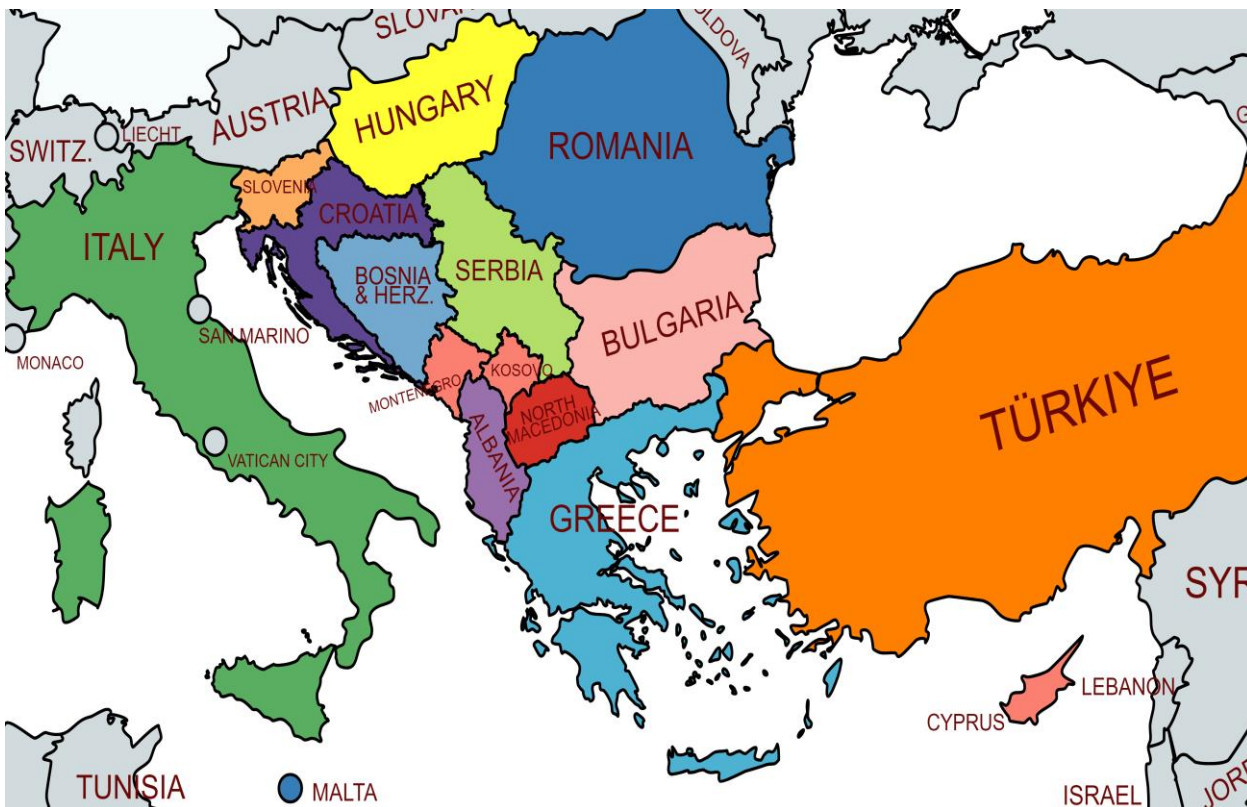 SLOVA
MOLDOVA
AUSTRIA
HUNGARY
ROMANIA
LIECHT
SWITZ.
G
SLOVENIA
CROATIA
ITALY
BOSNIA
& HERZ.
SERBIA
BULGARIA
SAN MARINO
MONACO
MONTENEGRO
KOSOVO
NORTH
MACEDONIA
ALBANIA
TÜRKIYE
VATICAN CITY
GREECE
SYR
LEBANON
CYPRUS
TUNISIA
MALTA
ISRAEL
JOR